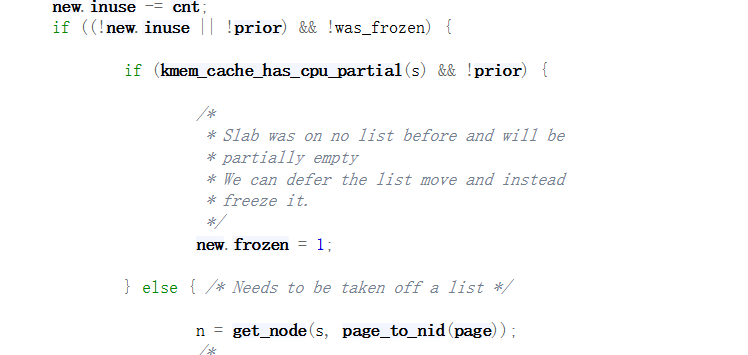 new.inuse -= cnt;
if ((!new.inuse || !prior) && !was_frozen) {
if (kmem_cache_has_cpu_partial(s) && !prior) {
/*
* Slab was on no list before and will be
* partially empty
* We can defer the list move and instead
* freeze it.
*/
new.frozen = 1;
} else { /* Needs to be taken off a list */
n = get_node(s, page_to_nid(page));
/*